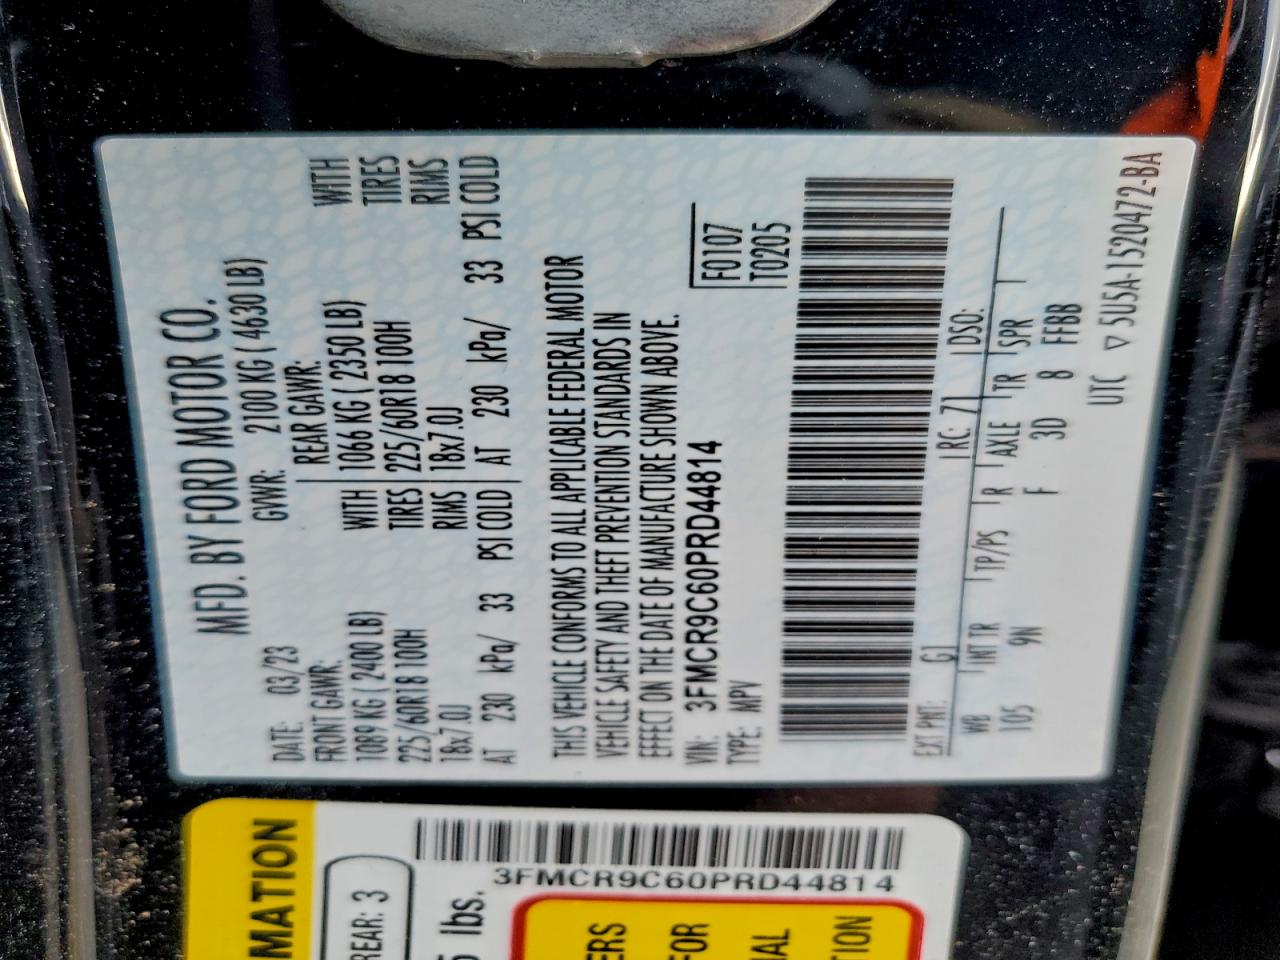 MFD. BY FORD MOTOR CO.
DATE: 03/23 GWR: 2100 KG ( 4630 LB)
FRONT GAWR: REAR GAWR:
1089 KG ( 2400 LB) WITH 1066 KG ( 2350 LB) WITH
225/60R18 100H TIRES 225/60R18 100H TIRES
18x7.0J RIMS 18x7.0J RIMS
AT 230 kPa/ 33 PSI COLD AT 230 kPa/ 33 PSI COLD
THIS VEHICLE CONFORMS TO ALL APPLICABLE FEDERAL MOTOR
VEHICLE SAFETY AND THEFT PREVENTION STANDARDS IN
EFFECT ON THE DATE OF MANUFACTURE SHOWN ABOVE.
VIN: 3FMCR9C60PRD44814 F0107
TYPE: MPV T0205
EXT PNT: G1 RC: 71 DSO:
WB INT TR TP/PS R AXLE TR SPR
105 9N F 3D 8 FFBB
UTC ▽ 5U5A-1520472-BA
MATION
REAR: 3
lbs.
3FMCR9C60PRD44814
ERS
FOR
IAL
TION